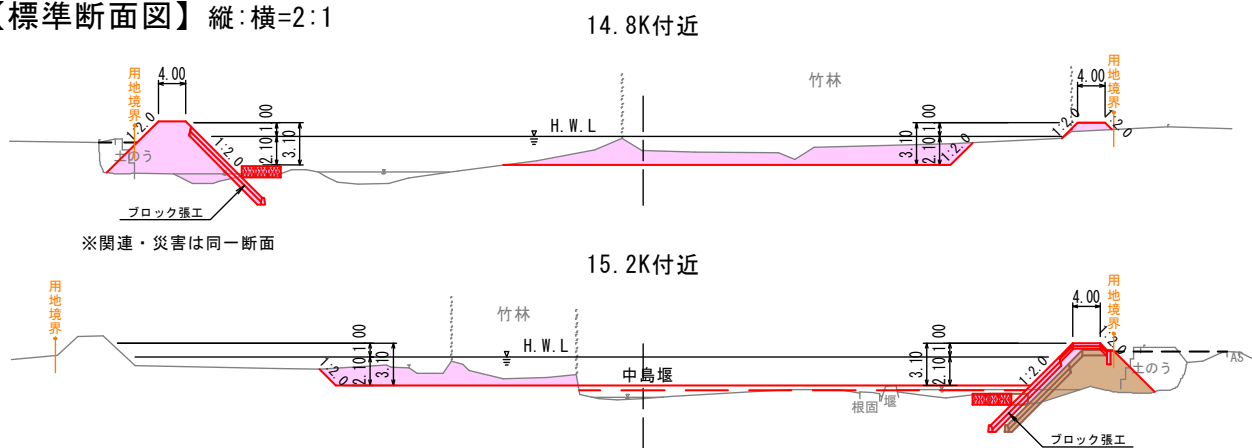 【標準断面図】縦:横=2:1
14.8K付近
用地境界
4.00
1:2.0
土のう
1:2.0
2.10
1.00
3.10
H.W.L
竹林
3.10
2.10
1.00
1:2.0
4.00
1:2.0
1:2.0
用地境界
ブロック張工
※関連・災害は同一断面
15.2K付近
用地境界
1:2.0
2.10
1.00
3.10
竹林
H.W.L
中島堰
根固
堰
3.10
2.10
1.00
1:2.0
4.00
1:2.0
用地境界
土のう
AS
ブロック張工